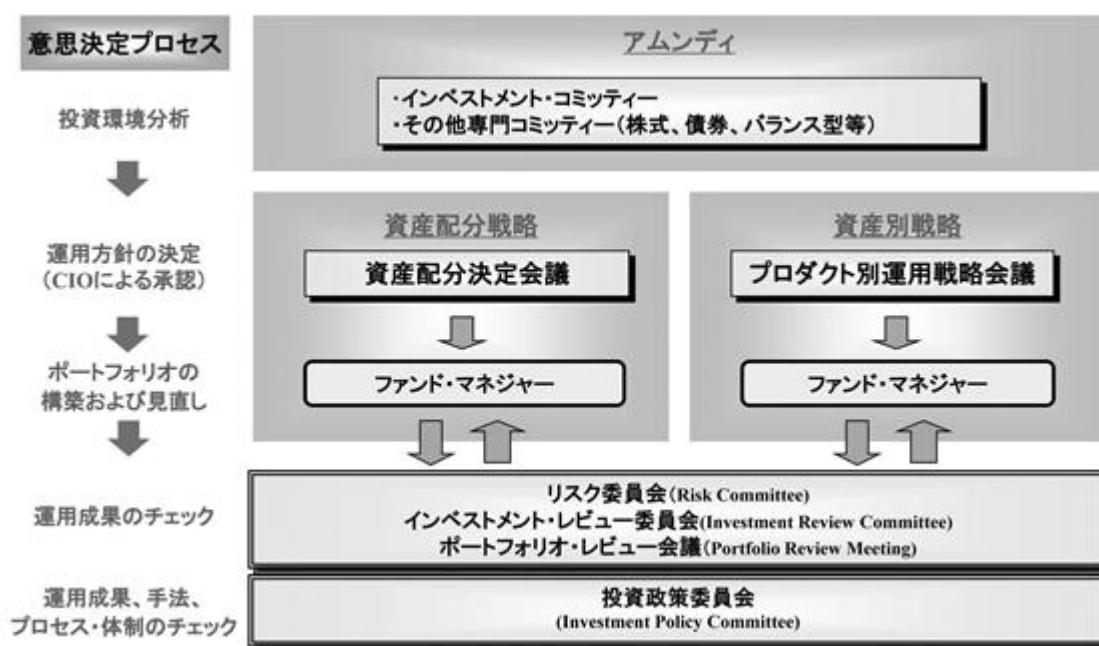 意思決定プロセス
アムンディ
投資環境分析
・インベストメント・コミッティー
・その他専門コミッティー（株式、債券、バランス型等）
資産配分戦略
資産別戦略
運用方針の決定
（CIOによる承認）
資産配分決定会議
プロダクト別運用戦略会議
ポートフォリオの
構築および見直し
ファンド・マネジャー
ファンド・マネジャー
運用成果のチェック
リスク委員会（Risk Committee）
インベストメント・レビュー委員会（Investment Review Committee）
ポートフォリオ・レビュー会議（Portfolio Review Meeting）
運用成果、手法、
プロセス・体制のチェック
投資政策委員会
(Investment Policy Committee)